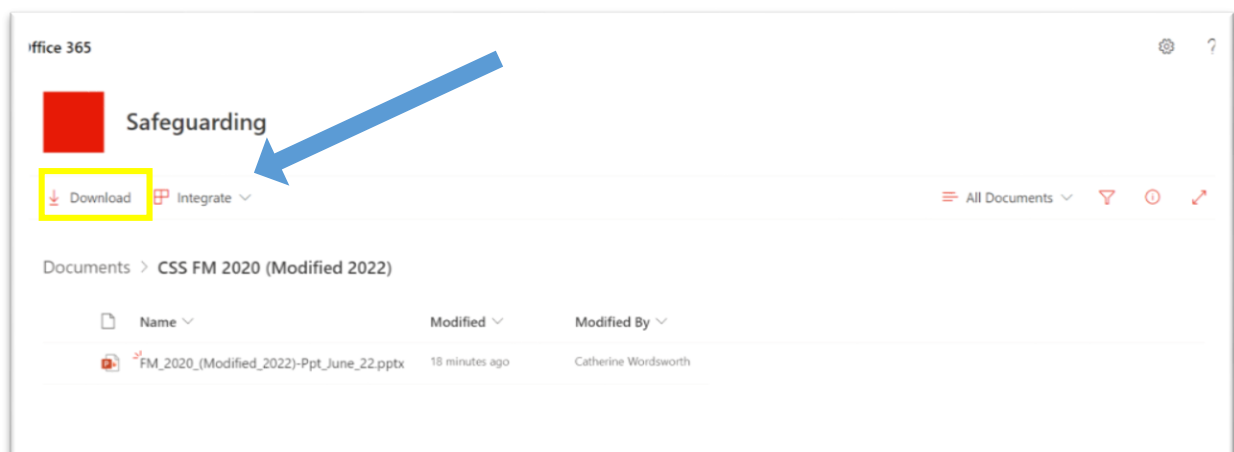 ffice 365
?
Safeguarding
Download Integrate All Documents
Documents > CSS FM 2020 (Modified 2022)
Name Modified Modified By
FM_2020_(Modified_2022)-Ppt_June_22.pptx 18 minutes ago Catherine Wordsworth